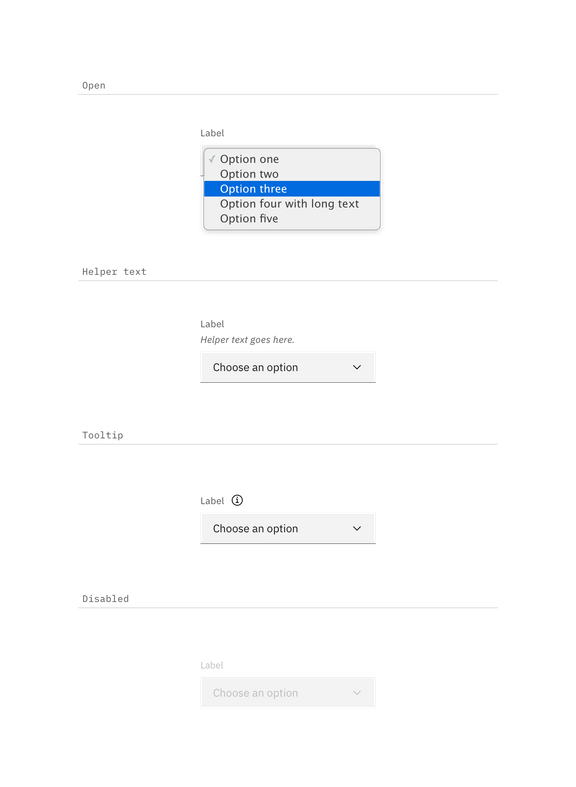 Open
Label
✓ Option one
Option two
Option three
Option four with long text
Option five
Helper text
Label
Helper text goes here.
Choose an option
Tooltip
Label
Choose an option
Disabled
Label
Choose an option